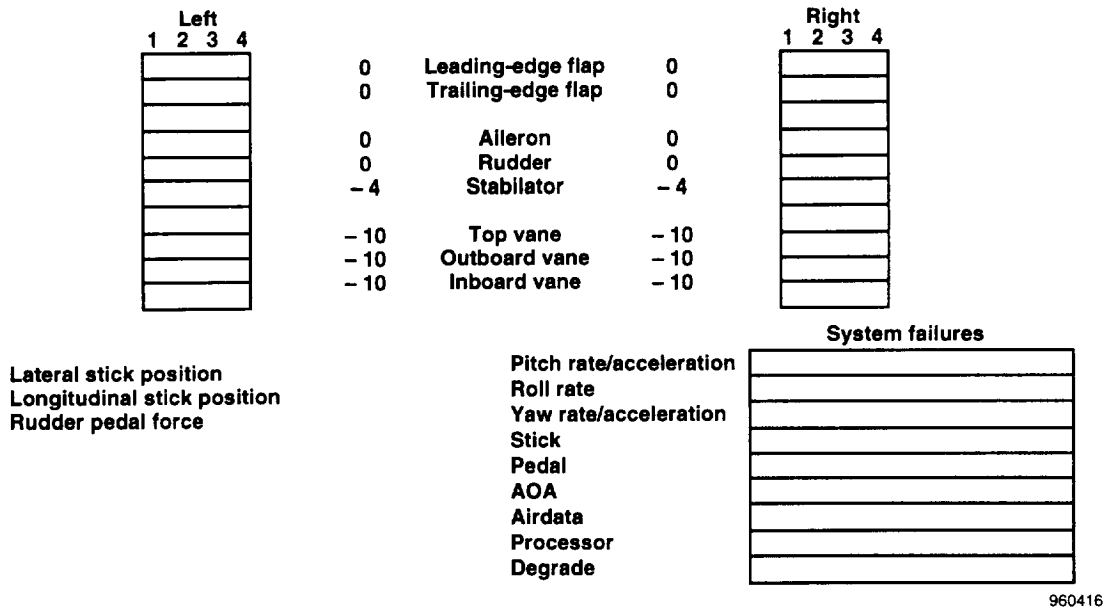 Left Right
1 2 3 4 1 2 3 4
0 Leading-edge flap 0
0 Trailing-edge flap 0
0 Aileron 0
0 Rudder 0
– 4 Stabilator – 4
– 10 Top vane – 10
– 10 Outboard vane – 10
– 10 Inboard vane – 10
System failures
Lateral stick position
Longitudinal stick position
Rudder pedal force
Pitch rate/acceleration
Roll rate
Yaw rate/acceleration
Stick
Pedal
AOA
Airdata
Processor
Degrade
960416